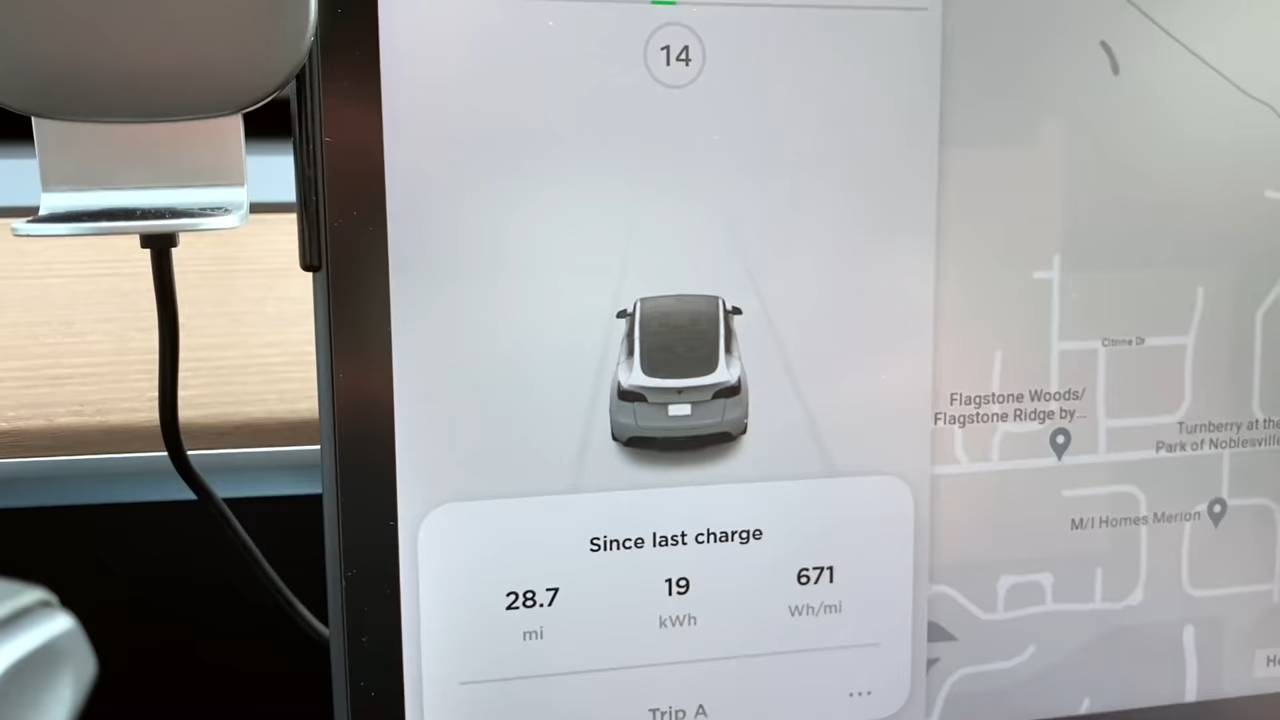 14
Since last charge
28.7
19
671
mi
kWh
Wh/mi
Trip A
...
Citrine Dr
Flagstone Woods/
Flagstone Ridge by...
Turnberry at the
Park of Noblesville
M/I Homes Merion